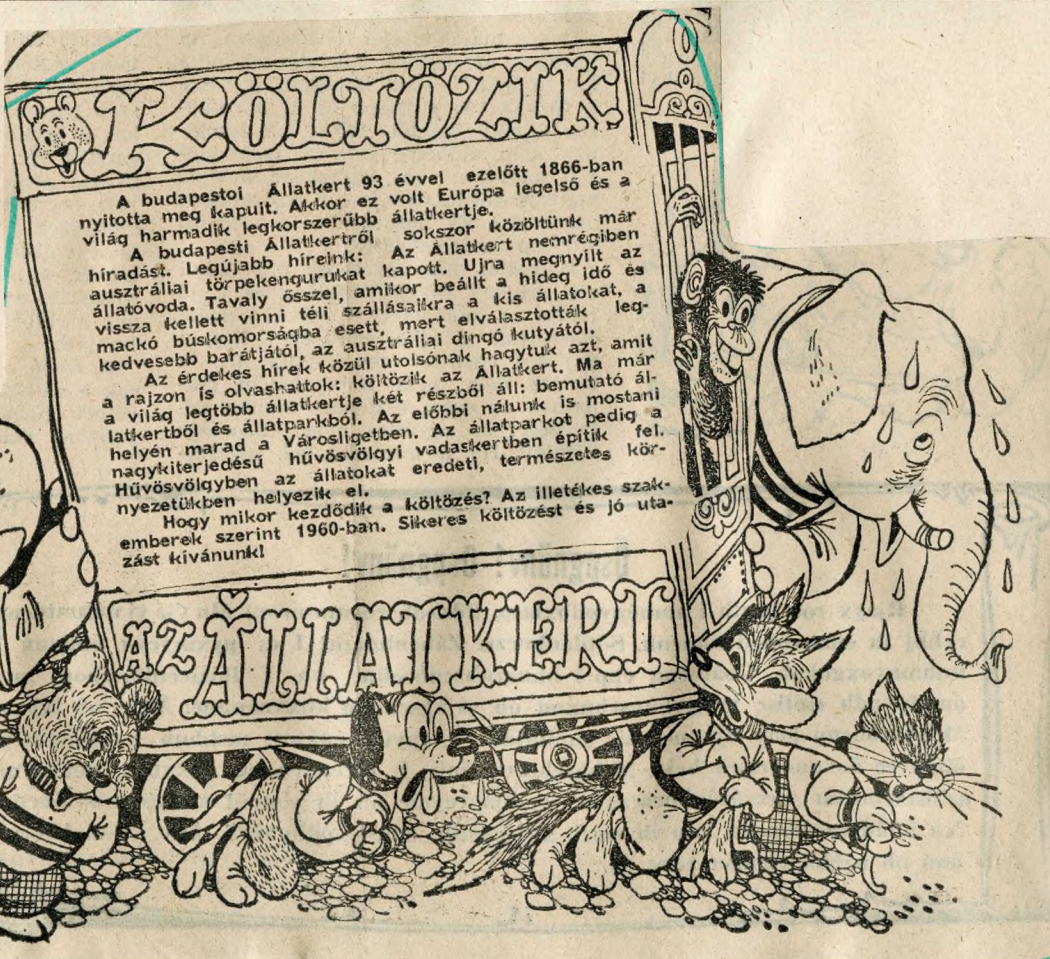 KÖLTÖZIK
A budapestoi Állatkert 93 évvel ezelőtt 1866-ban
nyitotta meg kapuit. Akkor ez volt Európa legelső és a
világ harmadik legkorszerűbb állatkertje.
A budapesti Állatkertről sokszor közöltünk már
híradást. Legújabb híreink: Az Állatkert nemrégiben
ausztráliai törpekengurukat kapott. Ujra megnyilt az
állatóvoda. Tavaly ősszel, amikor beállt a hideg idő és
vissza kellett vinni téli szállásaikra a kis állatokat, a
mackó búskomorságba esett, mert elválasztották leg-
kedvesebb barátjától, az ausztráliai dingó kutyától.
Az érdekes hírek közül utolsónak hagytuk azt, amit
a rajzon is olvashattok: költözik az Állatkert. Ma már
a világ legtöbb állatkertje két részből áll: bemutató ál-
latkertből és állatparkból. Az előbbi nálunk is mostani
helyén marad a Városligetben. Az állatparkot pedig a
nagykiterjedésű hűvösvölgyi vadaskertben építik fel.
Hűvösvölgyben az állatokat eredeti, természetes kör-
nyezetükben helyezik el.
Hogy mikor kezdődik a költözés? Az illetékes szak-
emberek szerint 1960-ban. Sikeres költözést és jó uta-
zást kívánunk!
AZ ÁLLATKERT